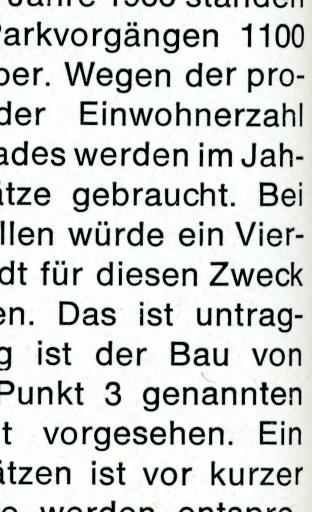 Jahre 1966 standen
Parkvorgängen 1100
ber. Wegen der pro-
der Einwohnerzahl
ades werden im Jah-
ätze gebraucht. Bei
llen würde ein Vier-
dt für diesen Zweck
en. Das ist untrag-
g ist der Bau von
Punkt 3 genannten
t vorgesehen. Ein
ätzen ist vor kurzer
werden entspre-